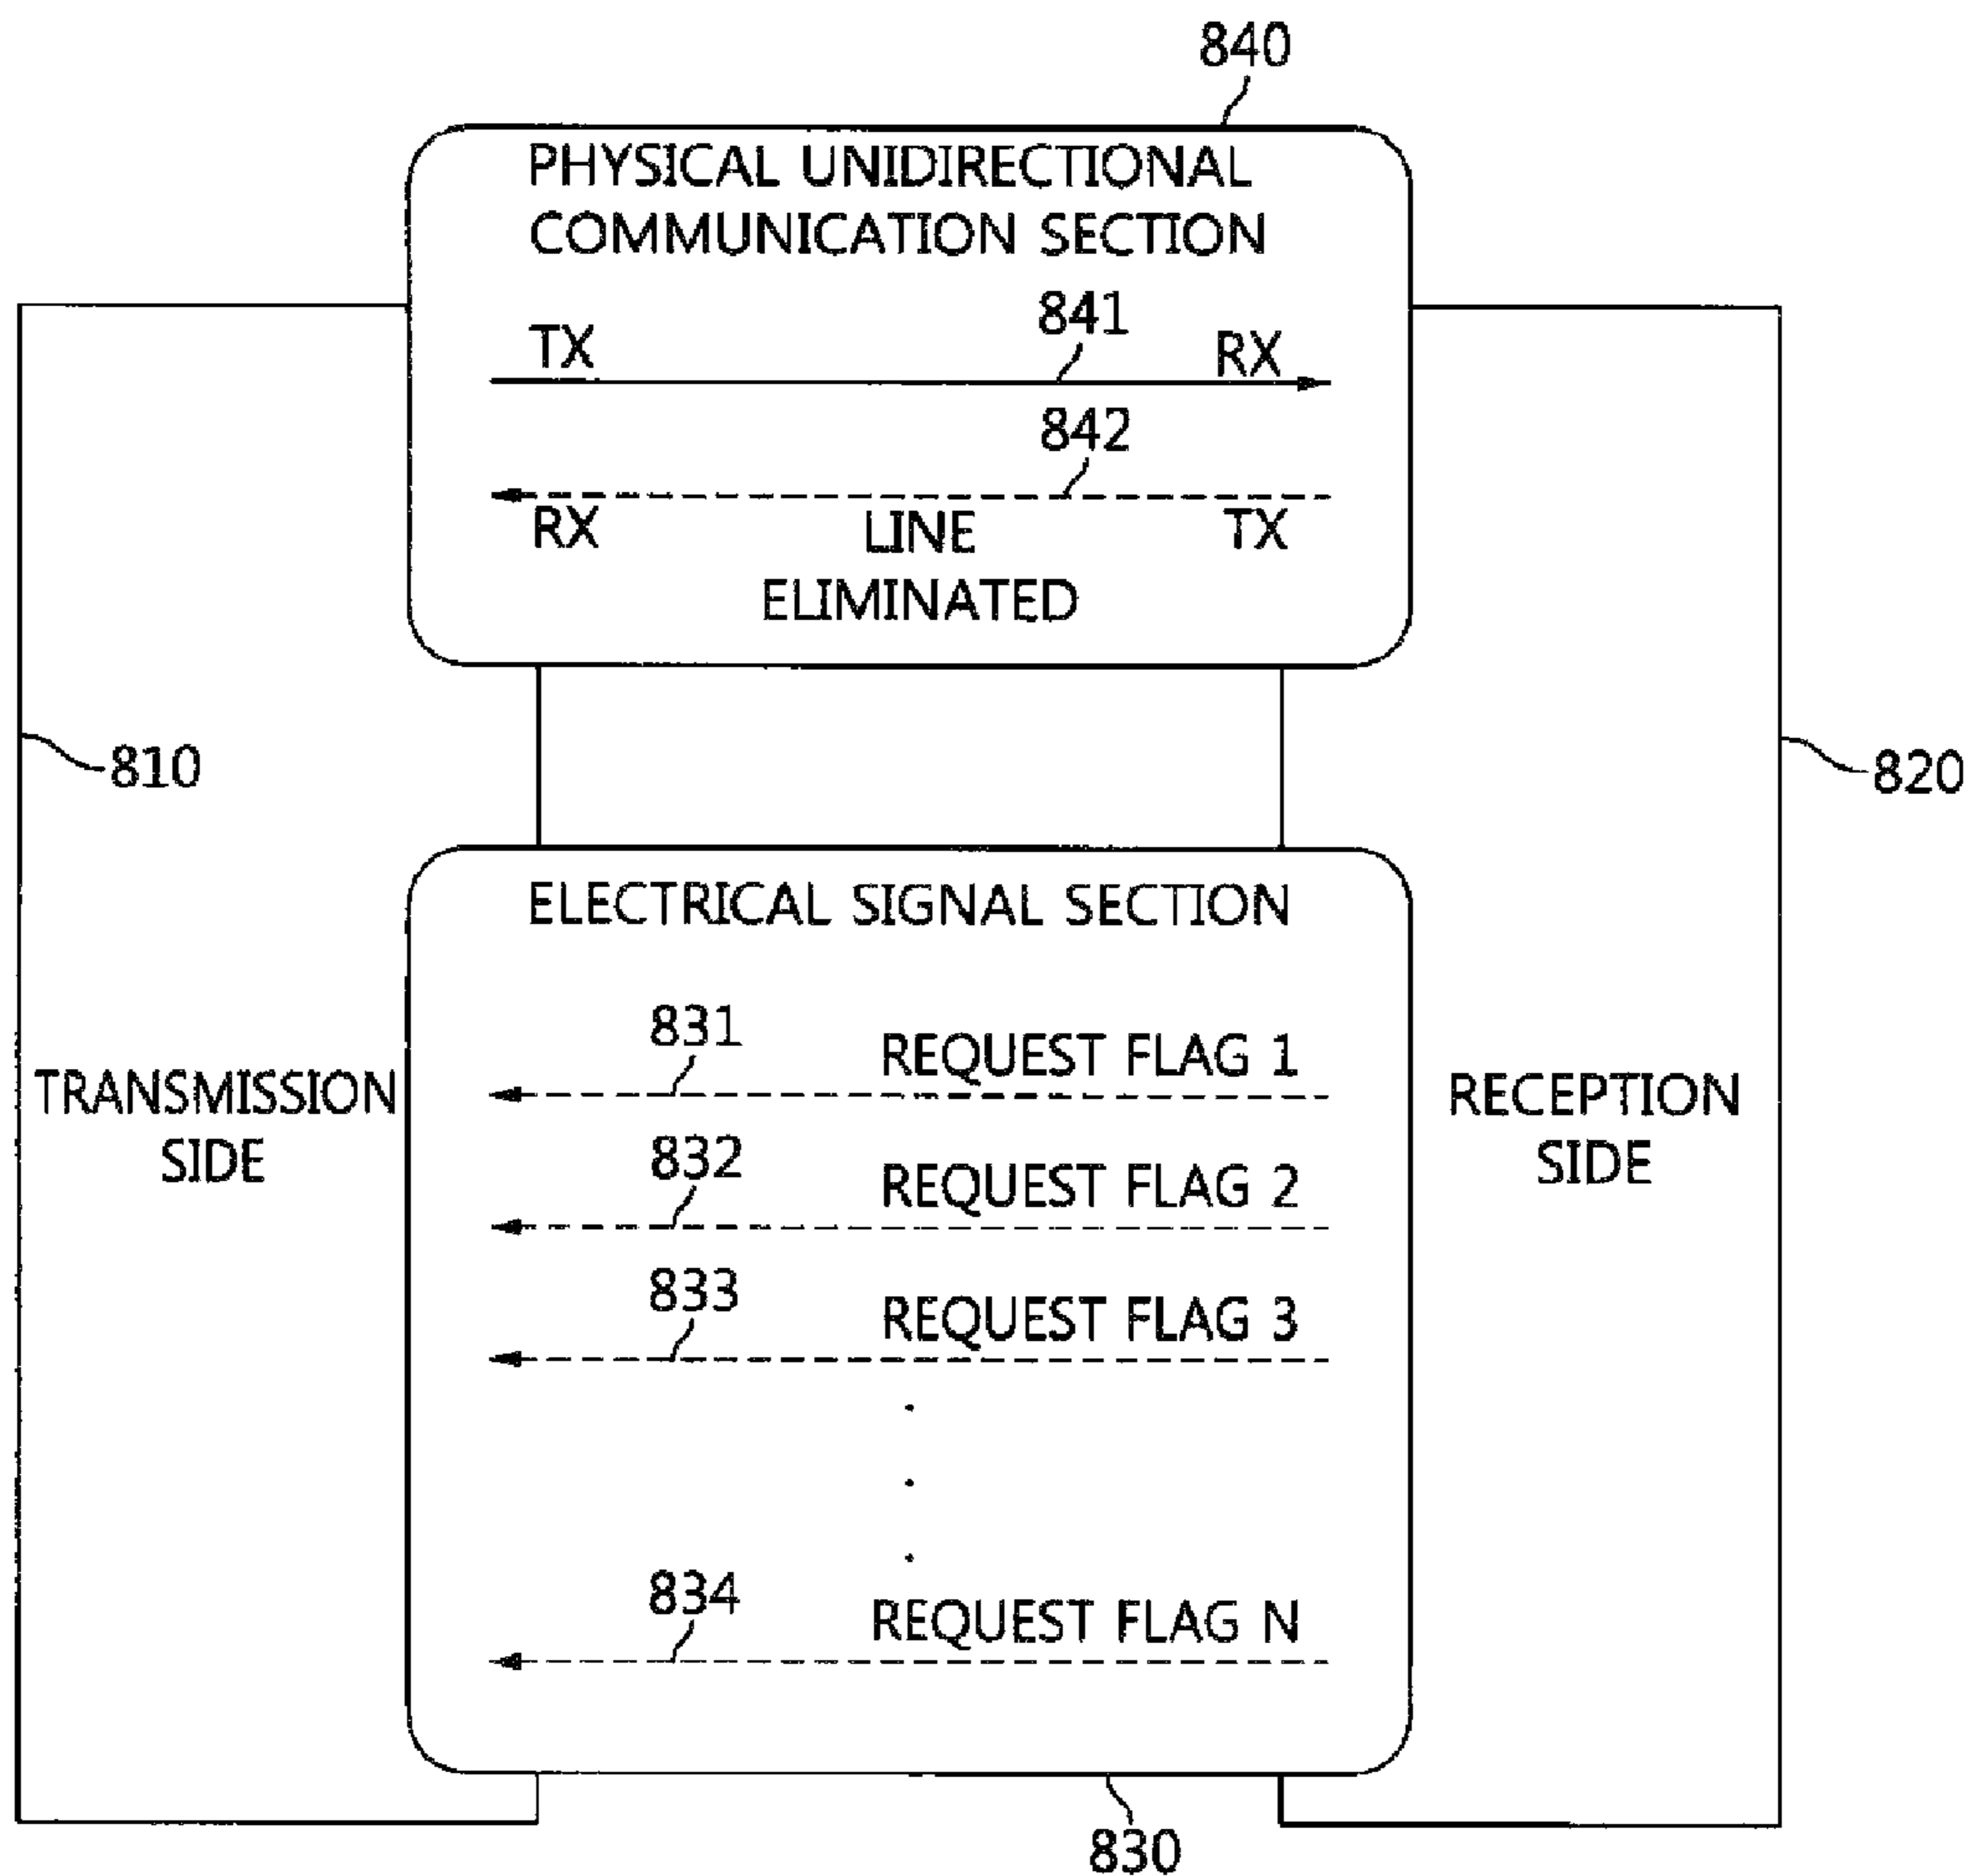 840
PHYSICAL UNIDIRECTIONAL
COMMUNICATION SECTION
841
TX
RX
842
RX
LINE
TX
ELIMINATED
810
820
ELECTRICAL SIGNAL SECTION
831
REQUEST FLAG 1
TRANSMISSION
SIDE
RECEPTION
SIDE
832
REQUEST FLAG 2
833
REQUEST FLAG 3
834
REQUEST FLAG N
830